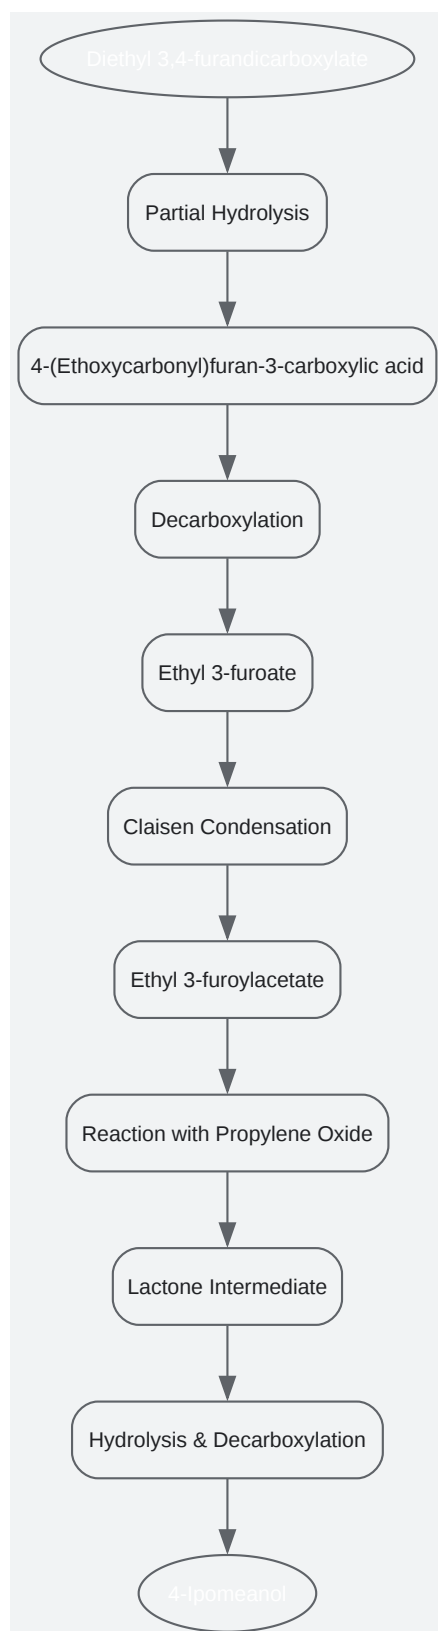 Diethyl 3,4-furandicarboxylate
Partial Hydrolysis
4-(Ethoxycarbonyl)furan-3-carboxylic acid
Decarboxylation
Ethyl 3-furoate
Claisen Condensation
Ethyl 3-furoylacetate
Reaction with Propylene Oxide
Lactone Intermediate
Hydrolysis & Decarboxylation
4-Ipomeanol